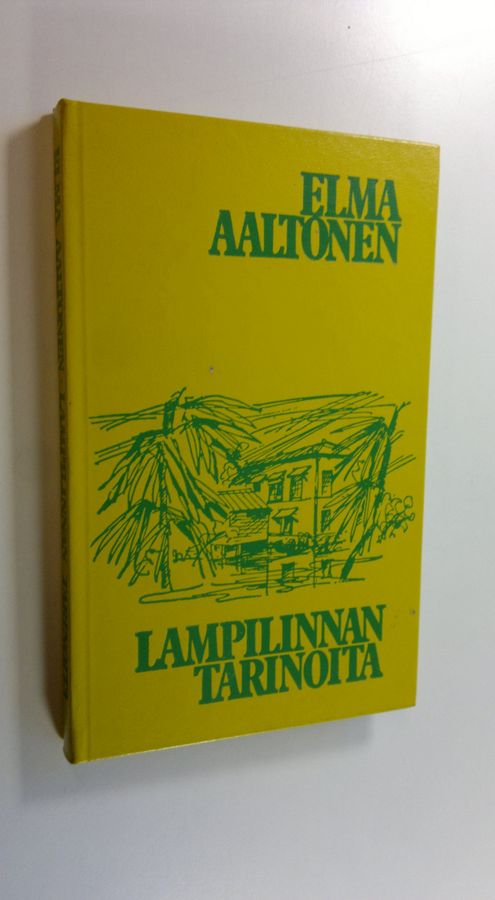 ELMA
AALTONEN
LAMPILINNAN
TARINOITA
ELMA AALTONEN · LAMPILINNAN TARINOITA